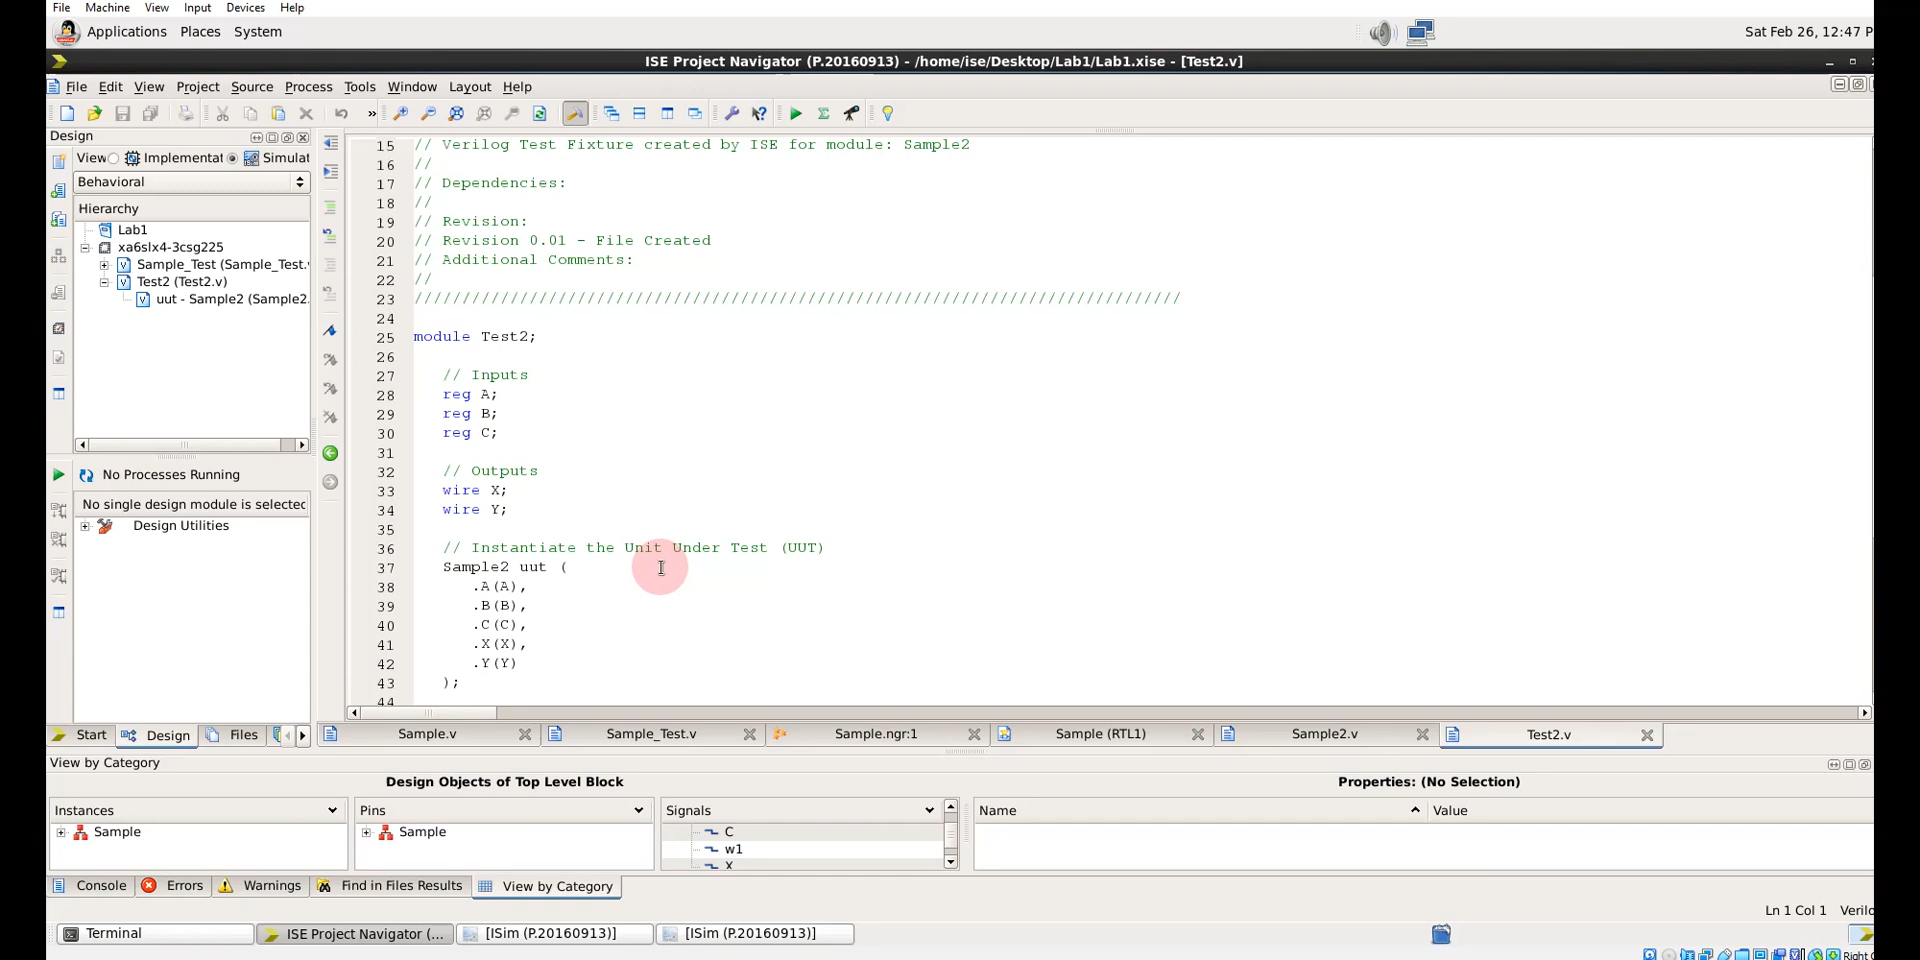 File Machine View Input Devices Help
Applications Places System
Sat Feb 26, 12:47 P
ISE Project Navigator (P.20160913) - /home/ise/Desktop/Lab1/Lab1.xise - [Test2.v]
File Edit View Project Source Process Tools Window Layout Help
»
Design
View: Implementat Simulat
Behavioral
Hierarchy
Lab1
xa6slx4-3csg225
Sample_Test (Sample_Test.v
Test2 (Test2.v)
uut - Sample2 (Sample2.
No Processes Running
No single design module is selected
Design Utilities
Start Design Files
15 // Verilog Test Fixture created by ISE for module: Sample2
16 //
17 // Dependencies:
18 //
19 // Revision:
20 // Revision 0.01 - File Created
21 // Additional Comments:
22 //
23 ////////////////////////////////////////////////////////////////////////////////
24
25 module Test2;
26
27 // Inputs
28 reg A;
29 reg B;
30 reg C;
31
32 // Outputs
33 wire X;
34 wire Y;
35
36 // Instantiate the Unit Under Test (UUT)
37 Sample2 uut (
38 .A(A),
39 .B(B),
40 .C(C),
41 .X(X),
42 .Y(Y)
43 );
44
Sample.v Sample_Test.v Sample.ngr:1 Sample (RTL1) Sample2.v Test2.v
View by Category
Design Objects of Top Level Block Properties: (No Selection)
Instances Pins Signals Name Value
Sample Sample C
w1
X
Console Errors Warnings Find in Files Results View by Category
Ln 1 Col 1 Verilo
Terminal ISE Project Navigator (... [ISim (P.20160913)] [ISim (P.20160913)]
Right